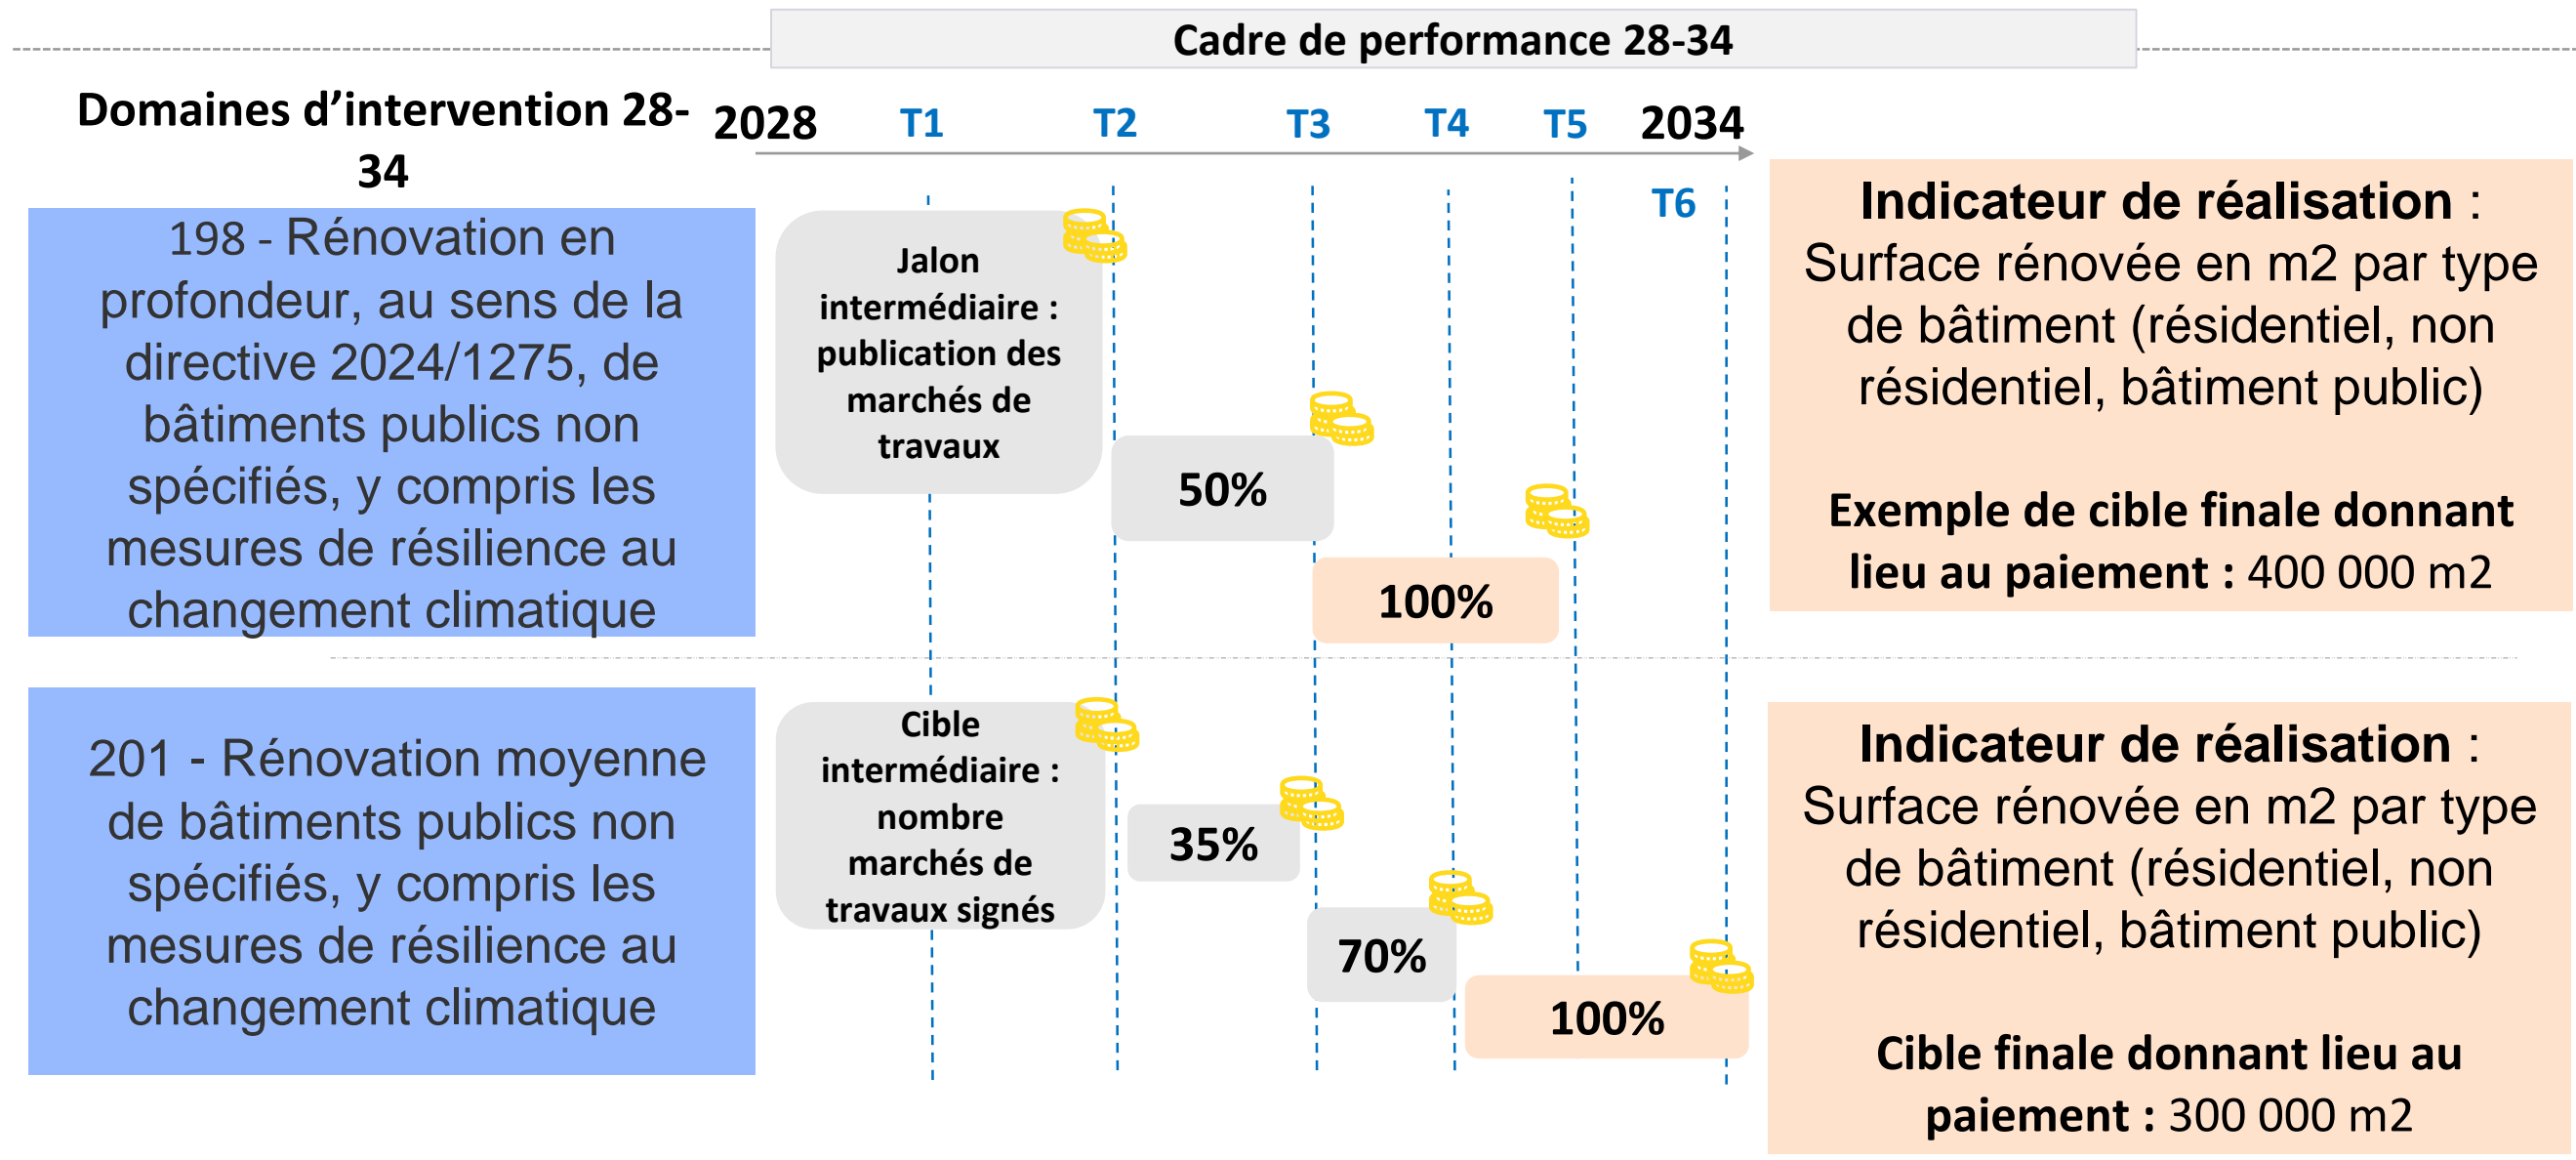 Cadre de performance 28-34
Domaines d’intervention 28-
34
2028
T1
T2
T3
T4
T5
2034
T6
198 - Rénovation en
profondeur, au sens de la
directive 2024/1275, de
bâtiments publics non
spécifiés, y compris les
mesures de résilience au
changement climatique
Jalon
intermédiaire :
publication des
marchés de
travaux
50%
100%
Indicateur de réalisation :
Surface rénovée en m2 par type
de bâtiment (résidentiel, non
résidentiel, bâtiment public)
Exemple de cible finale donnant
lieu au paiement : 400 000 m2
201 - Rénovation moyenne
de bâtiments publics non
spécifiés, y compris les
mesures de résilience au
changement climatique
Cible
intermédiaire :
nombre
marchés de
travaux signés
35%
70%
100%
Indicateur de réalisation :
Surface rénovée en m2 par type
de bâtiment (résidentiel, non
résidentiel, bâtiment public)
Cible finale donnant lieu au
paiement : 300 000 m2